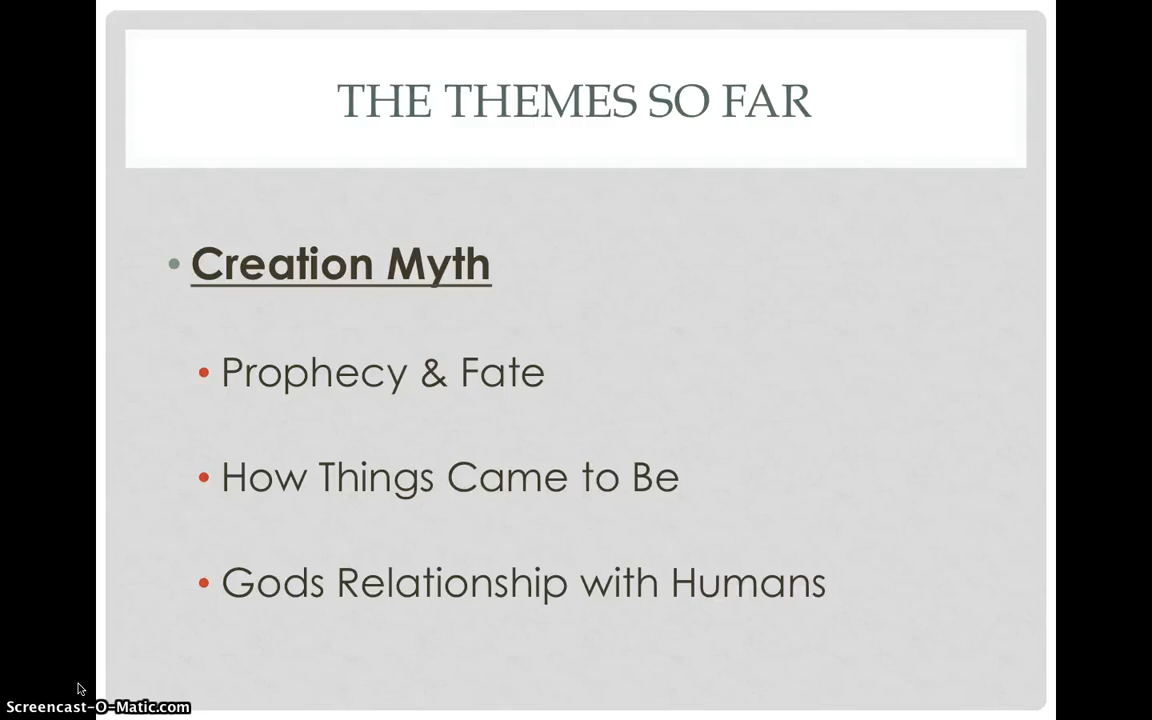 THE THEMES SO FAR
• Creation Myth
• Prophecy & Fate
• How Things Came to Be
• Gods Relationship with Humans
Screencast-O-Matic.com